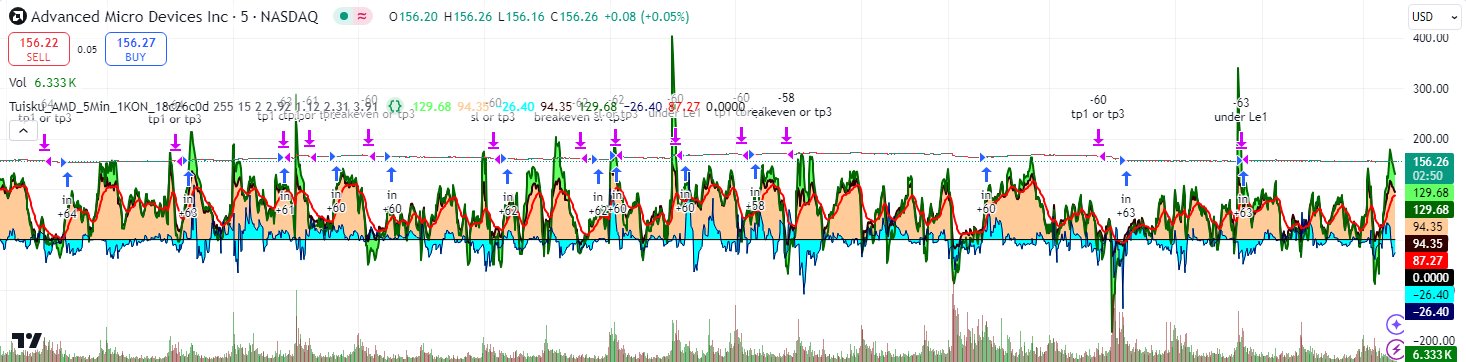 Advanced Micro Devices Inc · 5 · NASDAQ O156.20 H156.26 L156.16 C156.26 +0.08 (+0.05%)
USD
400.00
156.22
SELL
0.05
156.27
BUY
Vol 6.333 K
300.00
Tuisku_AMD_5Min_1KON_18c26c0d 255 15 2 2.92 1.12 2.31 3.91 129.68 94.35 −26.40 94.35 129.68 −26.40 87.27 0.0000
-60
-60
-60
-58
-60
-63
tp1 or tp3
tp1 or tp3
breakeven or tp3
sl or tp3
under Le1
breakeven or tp3
tp1 or tp3
under Le1
200.00
156.26
02:50
129.68
129.68
94.35
94.35
87.27
0.0000
−26.40
−26.40
in
+64
in
+63
in
+61
in
+60
in
+60
in
+62
in
+62
in
+60
in
+60
in
+58
in
+60
in
+63
in
+63
−200.00
6.333 K